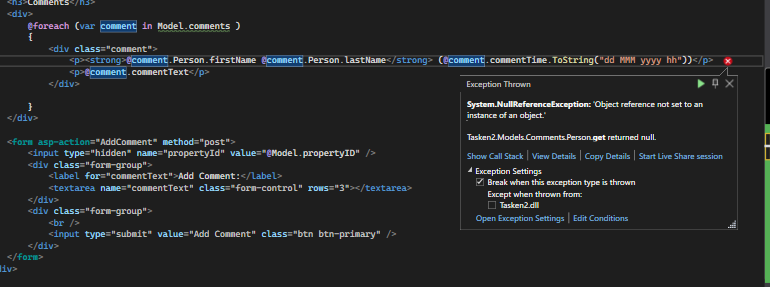 <h3>Comments</h3>
<div>
@foreach (var comment in Model.comments )
{
<div class="comment">
<p><strong>@comment.Person.firstName @comment.Person.lastName</strong> (@comment.commentTime.ToString("dd MMM yyyy hh"))</p>
<p>@comment.commentText</p>
</div>
}
</div>
<form asp-action="AddComment" method="post">
<input type="hidden" name="propertyId" value="@Model.propertyID" />
<div class="form-group">
<label for="commentText">Add Comment:</label>
<textarea name="commentText" class="form-control" rows="3"></textarea>
</div>
<div class="form-group">
<br />
<input type="submit" value="Add Comment" class="btn btn-primary" />
</div>
</form>
div>
Exception Thrown
System.NullReferenceException: 'Object reference not set to an
instance of an object.'
Tasken2.Models.Comments.Person.get returned null.
Show Call Stack | View Details | Copy Details | Start Live Share session
Exception Settings
Break when this exception type is thrown
Except when thrown from:
Tasken2.dll
Open Exception Settings | Edit Conditions